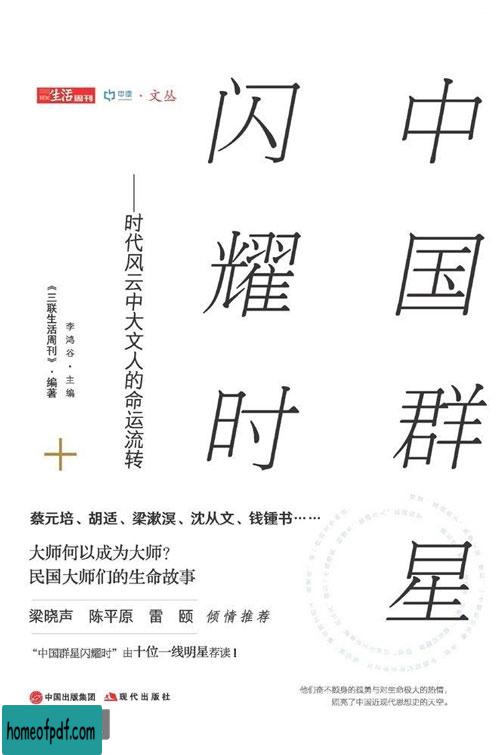 生活周刊
中读·文丛
中国群星
闪耀时
——时代风云中大文人的命运流转
李鸿谷·主编
《三联生活周刊》·编著
蔡元培、胡适、梁漱溟、沈从文、钱锺书……
大师何以成为大师？
民国大师们的生命故事
梁晓声 陈平原 雷 颐 倾情推荐
“中国群星闪耀时”由十位一线明星荐读！
他们奋不顾身的孤勇与对生命极大的热情，
照亮了中国近现代思想史的天空。
中国出版集团 现代出版社
homeofpdf.com